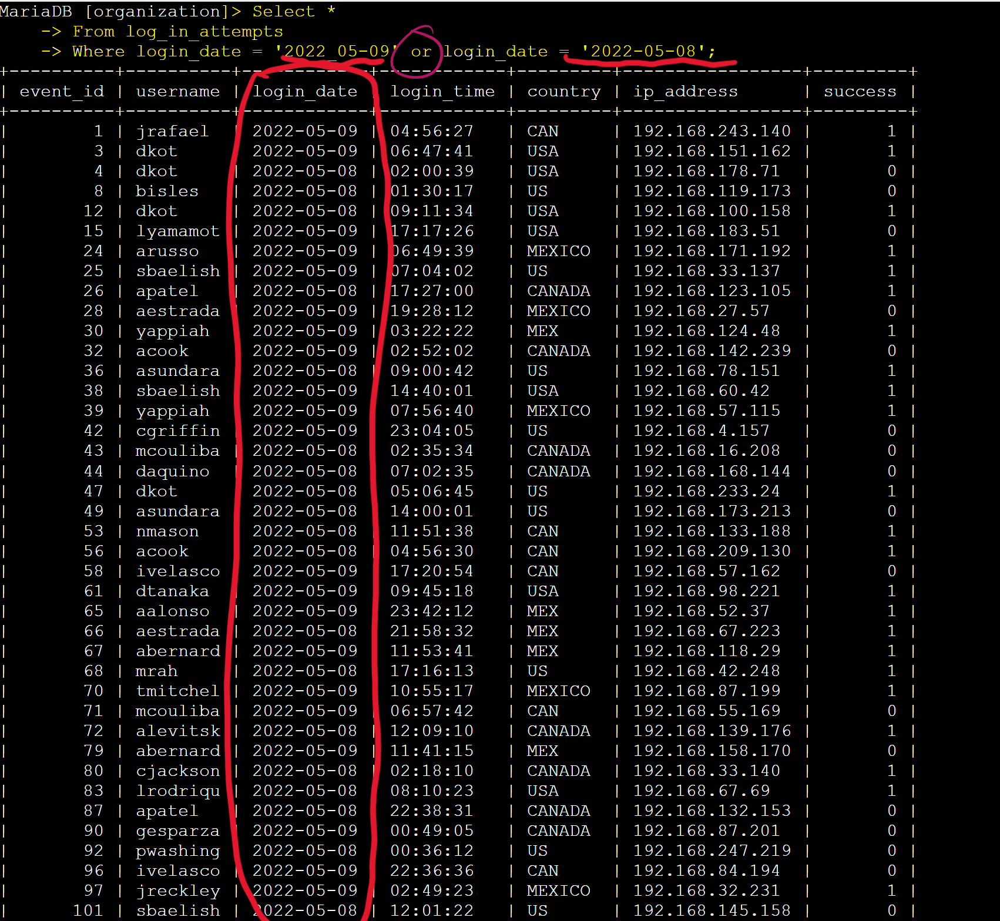 MariaDB [organization]> Select *
    -> From log_in_attempts
    -> Where login_date = '2022_05-09' or login_date = '2022-05-08';
+----------+----------+------------+------------+---------+-----------------+---------+
| event_id | username | login_date | login_time | country | ip_address      | success |
+----------+----------+------------+------------+---------+-----------------+---------+
|        1 | jrafael  | 2022-05-09 | 04:56:27   | CAN     | 192.168.243.140 |       1 |
|        3 | dkot     | 2022-05-09 | 06:47:41   | USA     | 192.168.151.162 |       1 |
|        4 | dkot     | 2022-05-08 | 02:00:39   | USA     | 192.168.178.71  |       0 |
|        8 | bisles   | 2022-05-08 | 01:30:17   | US      | 192.168.119.173 |       0 |
|       12 | dkot     | 2022-05-08 | 09:11:34   | USA     | 192.168.100.158 |       1 |
|       15 | lyamamot | 2022-05-09 | 17:17:26   | USA     | 192.168.183.51  |       0 |
|       24 | arusso   | 2022-05-09 | 06:49:39   | MEXICO  | 192.168.171.192 |       1 |
|       25 | sbaelish | 2022-05-09 | 07:04:02   | US      | 192.168.33.137  |       1 |
|       26 | apatel   | 2022-05-08 | 17:27:00   | CANADA  | 192.168.123.105 |       1 |
|       28 | aestrada | 2022-05-09 | 19:28:12   | MEXICO  | 192.168.27.57   |       0 |
|       30 | yappiah  | 2022-05-09 | 03:22:22   | MEX     | 192.168.124.48  |       1 |
|       32 | acook    | 2022-05-09 | 02:52:02   | CANADA  | 192.168.142.239 |       0 |
|       36 | asundara | 2022-05-08 | 09:00:42   | US      | 192.168.78.151  |       1 |
|       38 | sbaelish | 2022-05-09 | 14:40:01   | USA     | 192.168.60.42   |       1 |
|       39 | yappiah  | 2022-05-09 | 07:56:40   | MEXICO  | 192.168.57.115  |       1 |
|       42 | cgriffin | 2022-05-09 | 23:04:05   | US      | 192.168.4.157   |       0 |
|       43 | mcouliba | 2022-05-08 | 02:35:34   | CANADA  | 192.168.16.208  |       0 |
|       44 | daquino  | 2022-05-08 | 07:02:35   | CANADA  | 192.168.168.144 |       0 |
|       47 | dkot     | 2022-05-08 | 05:06:45   | US      | 192.168.233.24  |       1 |
|       49 | asundara | 2022-05-08 | 14:00:01   | US      | 192.168.173.213 |       0 |
|       53 | nmason   | 2022-05-08 | 11:51:38   | CAN     | 192.168.133.188 |       1 |
|       56 | acook    | 2022-05-08 | 04:56:30   | CAN     | 192.168.209.130 |       1 |
|       58 | ivelasco | 2022-05-09 | 17:20:54   | CAN     | 192.168.57.162  |       0 |
|       61 | dtanaka  | 2022-05-09 | 09:45:18   | USA     | 192.168.98.221  |       1 |
|       65 | aalonso  | 2022-05-09 | 23:42:12   | MEX     | 192.168.52.37   |       1 |
|       66 | aestrada | 2022-05-08 | 21:58:32   | MEX     | 192.168.67.223  |       1 |
|       67 | abernard | 2022-05-09 | 11:53:41   | MEX     | 192.168.118.29  |       1 |
|       68 | mrah     | 2022-05-08 | 17:16:13   | US      | 192.168.42.248  |       1 |
|       70 | tmitchel | 2022-05-09 | 10:55:17   | MEXICO  | 192.168.87.199  |       1 |
|       71 | mcouliba | 2022-05-09 | 06:57:42   | CAN     | 192.168.55.169  |       0 |
|       72 | alevitsk | 2022-05-08 | 12:09:10   | CANADA  | 192.168.139.176 |       1 |
|       79 | abernard | 2022-05-09 | 11:41:15   | MEX     | 192.168.158.170 |       0 |
|       80 | cjackson | 2022-05-08 | 02:18:10   | CANADA  | 192.168.33.140  |       1 |
|       83 | lrodriqu | 2022-05-08 | 08:10:23   | USA     | 192.168.67.69   |       1 |
|       87 | apatel   | 2022-05-08 | 22:38:31   | CANADA  | 192.168.132.153 |       0 |
|       90 | gesparza | 2022-05-09 | 00:49:05   | CANADA  | 192.168.87.201  |       0 |
|       92 | pwashing | 2022-05-08 | 00:36:12   | US      | 192.168.247.219 |       0 |
|       96 | ivelasco | 2022-05-09 | 22:36:36   | CAN     | 192.168.84.194  |       0 |
|       97 | jreckley | 2022-05-09 | 02:49:23   | MEXICO  | 192.168.32.231  |       1 |
|      101 | sbaelish | 2022-05-08 | 12:01:22   | US      | 192.168.145.158 |       0 |